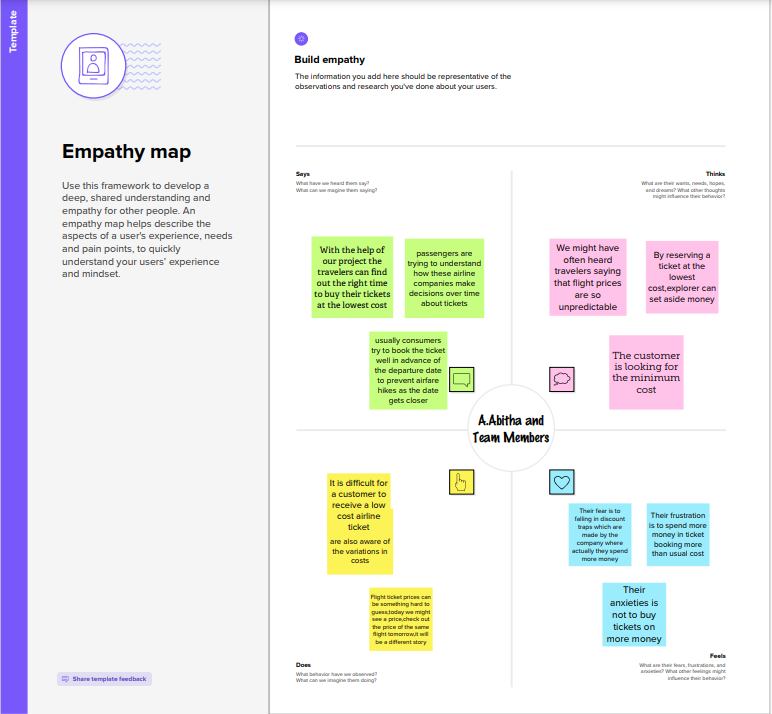 Template
Empathy map
Use this framework to develop a
deep, shared understanding and
empathy for other people. An
empathy map helps describe the
aspects of a user's experience, needs
and pain points, to quickly
understand your users' experience
and mindset.
Share template feedback
Build empathy
The information you add here should be representative of the
observations and research you've done about your users.
Says
What have we heard them say?
What can we imagine them saying?
Thinks
What are their wants, needs, hopes,
and dreams? What other thoughts
might influence their behavior?
With the help of
our project the
travelers can find
out the right time
to buy their tickets
at the lowest cost
passengers are
trying to understand
how these airline
companies make
decisions over time
about tickets
usually consumers
try to book the ticket
well in advance of
the departure date
to prevent airfare
hikes as the date
gets closer
We might have
often heard
travelers saying
that flight prices
are so
unpredictable
By reserving a
ticket at the
lowest
cost,explorer can
set aside money
The customer
is looking for
the minimum
cost
A.Abitha and
Team Members
It is difficult for
a customer to
receive a low
cost airline
ticket
are also aware of
the variations in
costs
Flight ticket prices can
be something hard to
guess,today we might
see a price,check out
the price of the same
flight tomorrow,it will
be a different story
Their fear is to
falling in discount
traps which are
made by the
company where
actually they spend
more money
Their frustration
is to spend more
money in ticket
booking more
than usual cost
Their
anxieties is
not to buy
tickets on
more money
Does
What behavior have we observed?
What can we imagine them doing?
Feels
What are their fears, frustrations, and
anxieties? What other feelings might
influence their behavior?